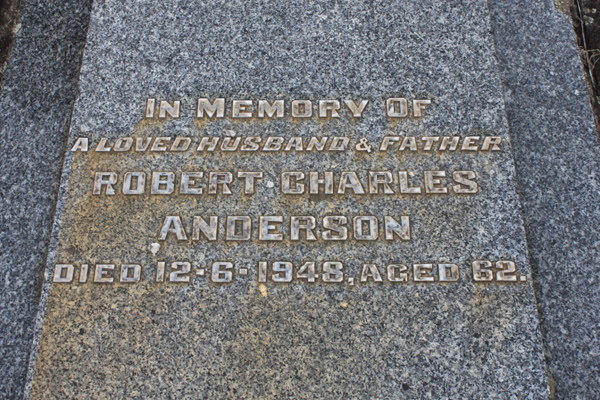 IN MEMORY OF
A LOVED HUSBAND & FATHER
ROBERT CHARLES
ANDERSON
DIED 12-6-1948, AGED 62.